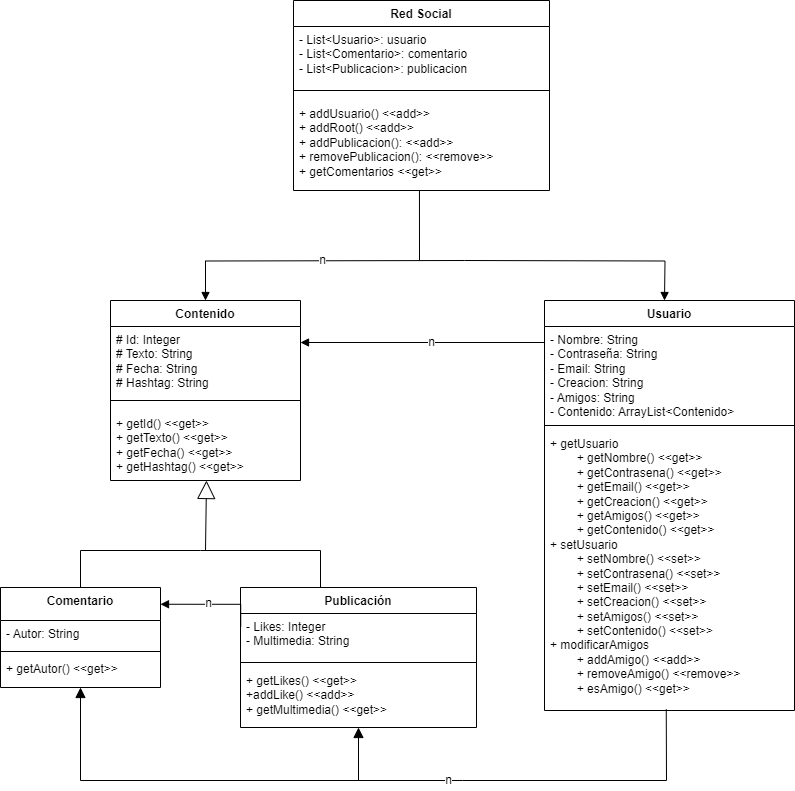 Red Social
- List<Usuario>: usuario
- List<Comentario>: comentario
- List<Publicacion>: publicacion
+ addUsuario() <<add>>
+ addRoot() <<add>>
+ addPublicacion(): <<add>>
+ removePublicacion(): <<remove>>
+ getComentarios <<get>>
n
Contenido
# Id: Integer
# Texto: String
# Fecha: String
# Hashtag: String
+ getId() <<get>>
+ getTexto() <<get>>
+ getFecha() <<get>>
+ getHashtag() <<get>>
n
Usuario
- Nombre: String
- Contraseña: String
- Email: String
- Creacion: String
- Amigos: String
- Contenido: ArrayList<Contenido>
+ getUsuario
+ getNombre() <<get>>
+ getContrasena() <<get>>
+ getEmail() <<get>>
+ getCreacion() <<get>>
+ getAmigos() <<get>>
+ getContenido() <<get>>
+ setUsuario
+ setNombre() <<set>>
+ setContrasena() <<set>>
+ setEmail() <<set>>
+ setCreacion() <<set>>
+ setAmigos() <<set>>
+ setContenido() <<set>>
+ modificarAmigos
+ addAmigo() <<add>>
+ removeAmigo() <<remove>>
+ esAmigo() <<get>>
Comentario
- Autor: String
+ getAutor() <<get>>
n
Publicación
- Likes: Integer
- Multimedia: String
+ getLikes() <<get>>
+addLike() <<add>>
+ getMultimedia() <<get>>
n